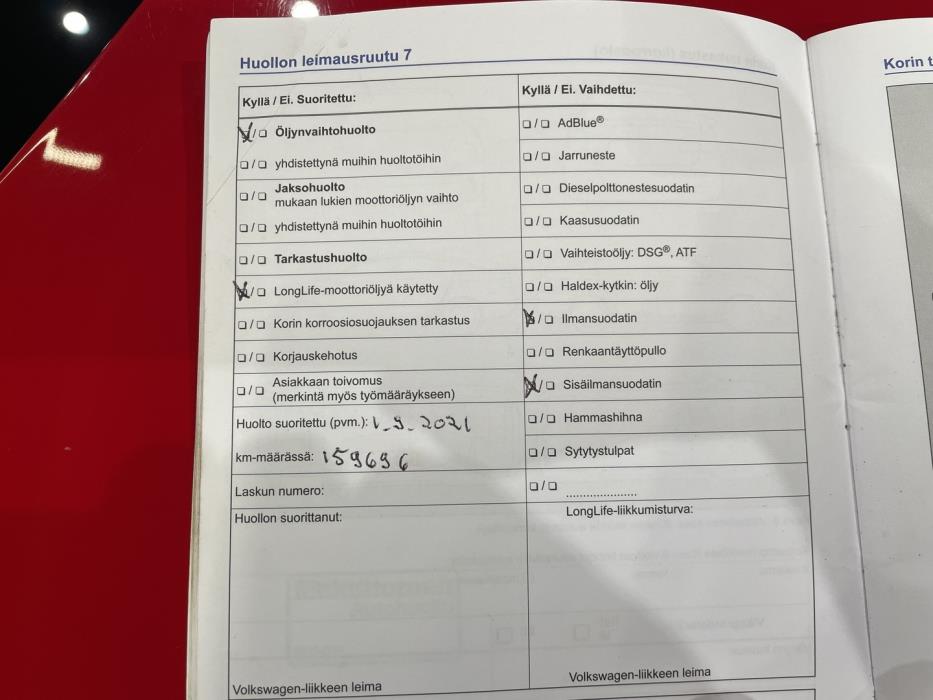 Huollon leimausruutu 7
Kyllä / Ei. Suoritettu:
❏/❏ Öljynvaihtohuolto
❏/❏ yhdistettynä muihin huoltotöihin
❏/❏ Jaksohuolto
mukaan lukien moottoriöljyn vaihto
❏/❏ yhdistettynä muihin huoltotöihin
❏/❏ Tarkastushuolto
❏/❏ LongLife-moottoriöljyä käytetty
❏/❏ Korin korroosiosuojauksen tarkastus
❏/❏ Korjauskehotus
❏/❏ Asiakkaan toivomus
(merkintä myös työmääräykseen)
Huolto suoritettu (pvm.): 1_9_2021
km-määrässä: 159696
Laskun numero:
Huollon suorittanut:
Volkswagen-liikkeen leima
Kyllä / Ei. Vaihdettu:
❏/❏ AdBlue®
❏/❏ Jarruneste
❏/❏ Dieselpolttonestesuodatin
❏/❏ Kaasusuodatin
❏/❏ Vaihteistoöljy: DSG®, ATF
❏/❏ Haldex-kytkin: öljy
❏/❏ Ilmansuodatin
❏/❏ Renkaantäyttöpullo
❏/❏ Sisäilmansuodatin
❏/❏ Hammashihna
❏/❏ Sytytystulpat
❏/❏ ......................
LongLife-liikkumisturva:
Volkswagen-liikkeen leima
Korin